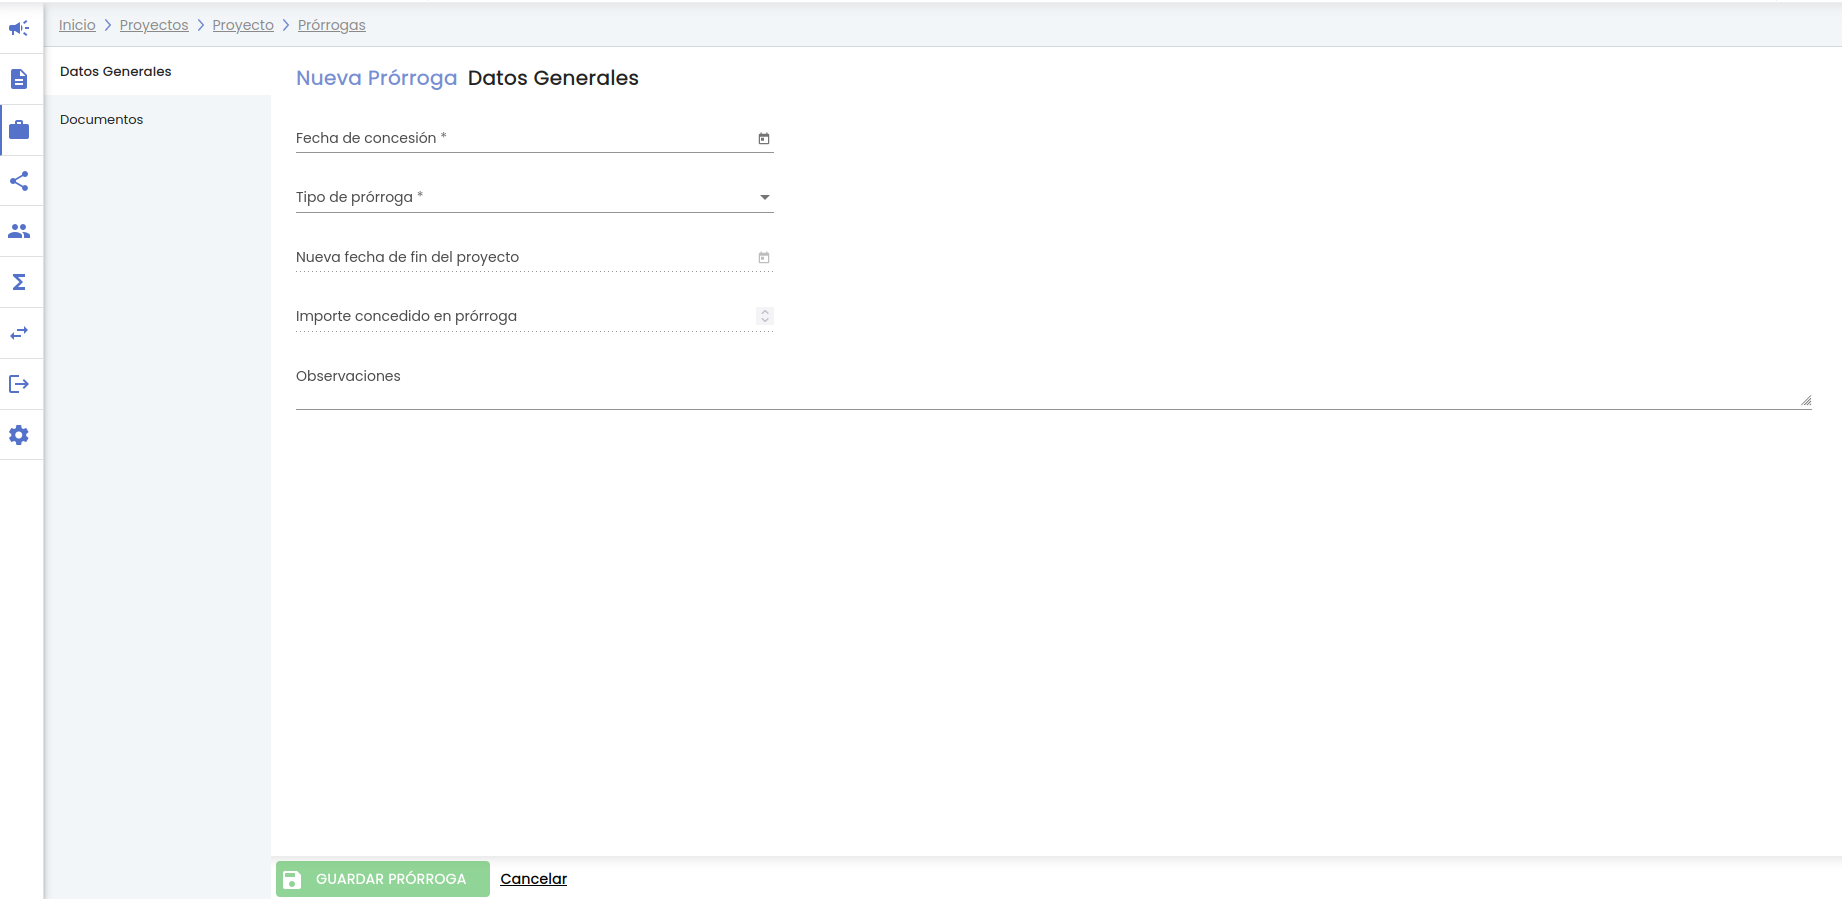 Inicio > Proyectos > Proyecto > Prórrogas
Datos Generales
Documentos
Nueva Prórroga Datos Generales
Fecha de concesión *
Tipo de prórroga *
Nueva fecha de fin del proyecto
Importe concedido en prórroga
Observaciones
GUARDAR PRÓRROGA Cancelar